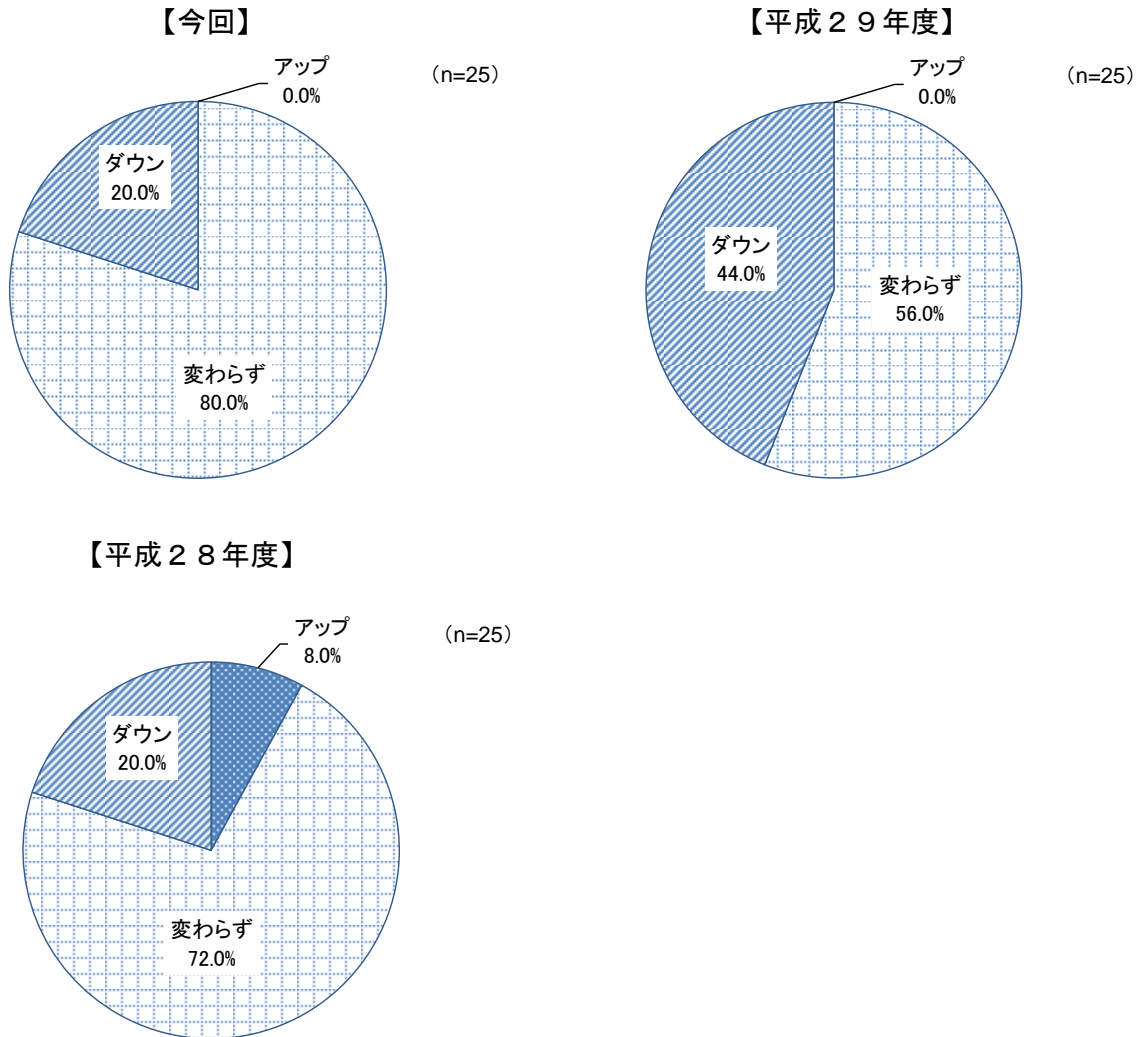 【今回】
アップ
0.0%
（n=25）
ダウン
20.0%
変わらず
80.0%
【平成２９年度】
アップ
0.0%
（n=25）
ダウン
44.0%
変わらず
56.0%
【平成２８年度】
アップ
8.0%
（n=25）
ダウン
20.0%
変わらず
72.0%